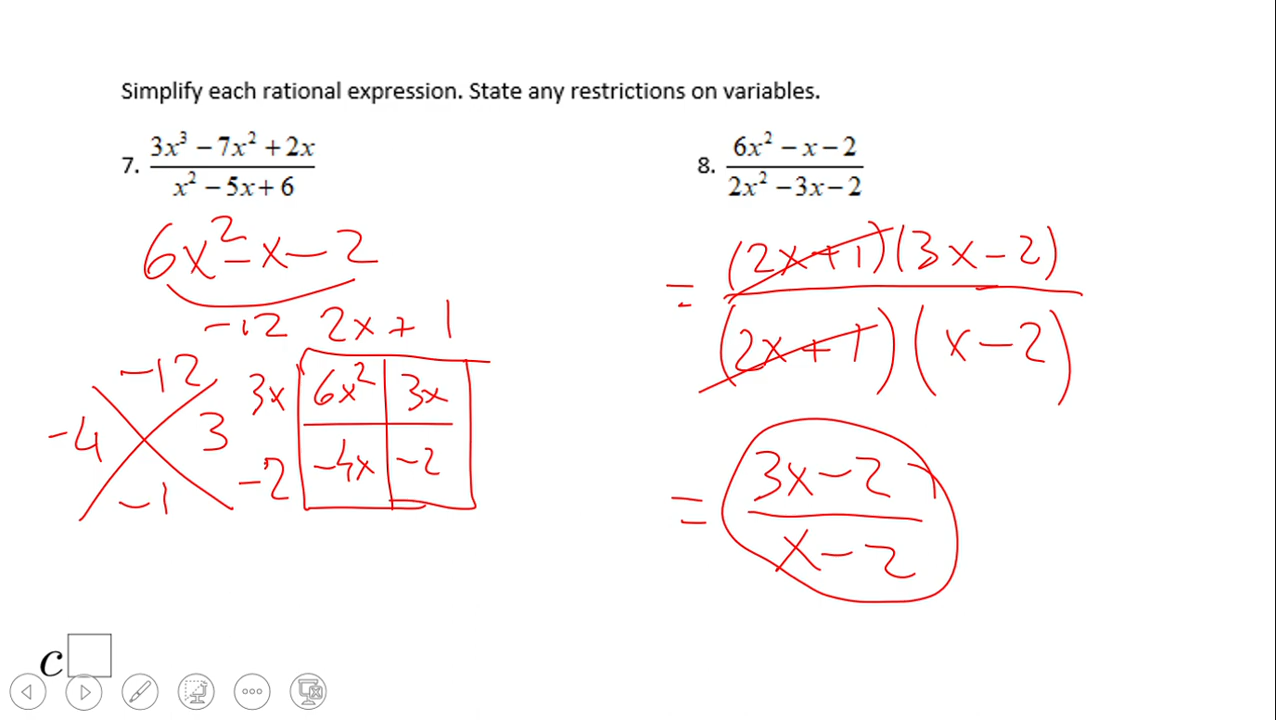 Simplify each rational expression. State any restrictions on variables.
7. (3x³ − 7x² + 2x)/(x² − 5x + 6)
8. (6x² − x − 2)/(2x² − 3x − 2)
6x² − x − 2
−12
2x + 1
−12
−4 3
−1
3x 6x² 3x
−2 −4x −2
= (2x + 1)(3x − 2)
(2x + 1)(x − 2)
= 3x − 2
x − 2
c